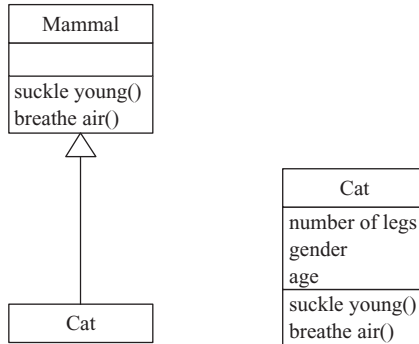 Mammal
suckle young()
breathe air()
Cat
Cat
number of legs
gender
age
suckle young()
breathe air()